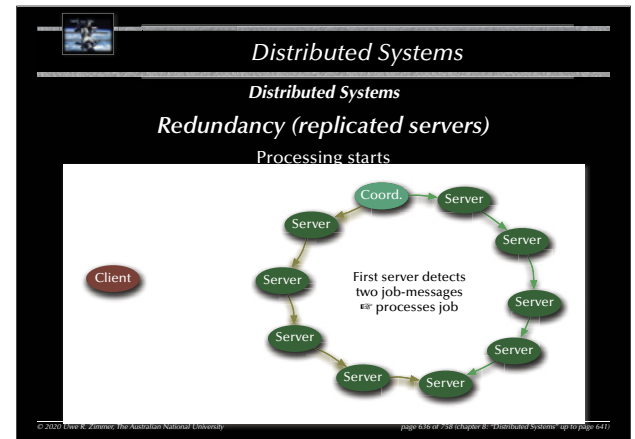 Distributed Systems
Distributed Systems
Redundancy (replicated servers)
Processing starts
Coord.
Server
Server
Server
Client
Server
First server detects
two job-messages
☞ processes job
Server
Server
Server
Server
Server
© 2020 Uwe R. Zimmer, The Australian National University
page 636 of 758 (chapter 8: “Distributed Systems” up to page 641)